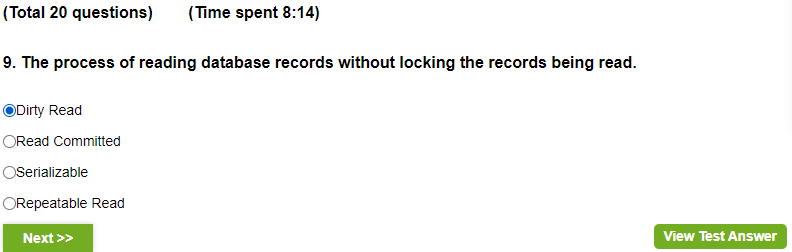 (Total 20 questions) (Time spent 8:14)
9. The process of reading database records without locking the records being read.
Dirty Read
Read Committed
Serializable
Repeatable Read
Next >>
View Test Answer